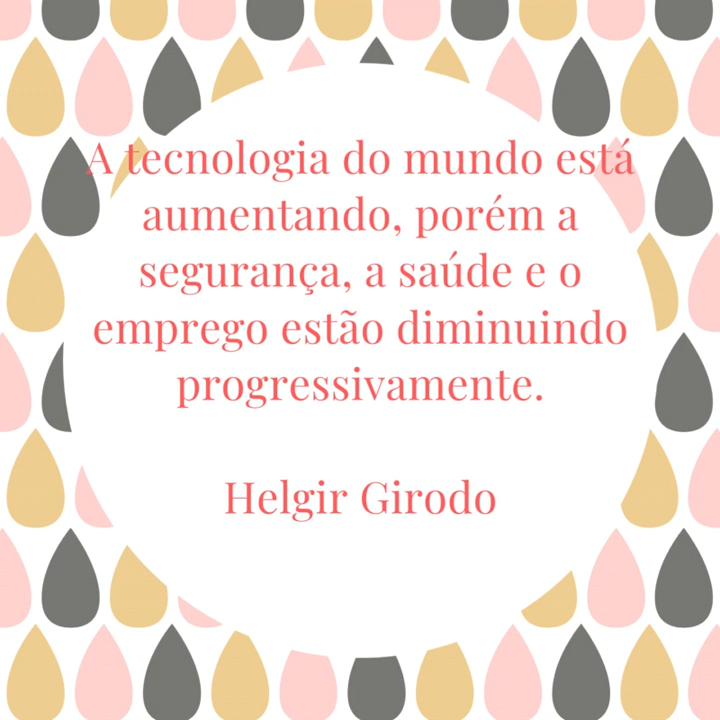 A tecnologia do mundo está
aumentando, porém a
segurança, a saúde e o
emprego estão diminuindo
progressivamente.
Helgir Girodo